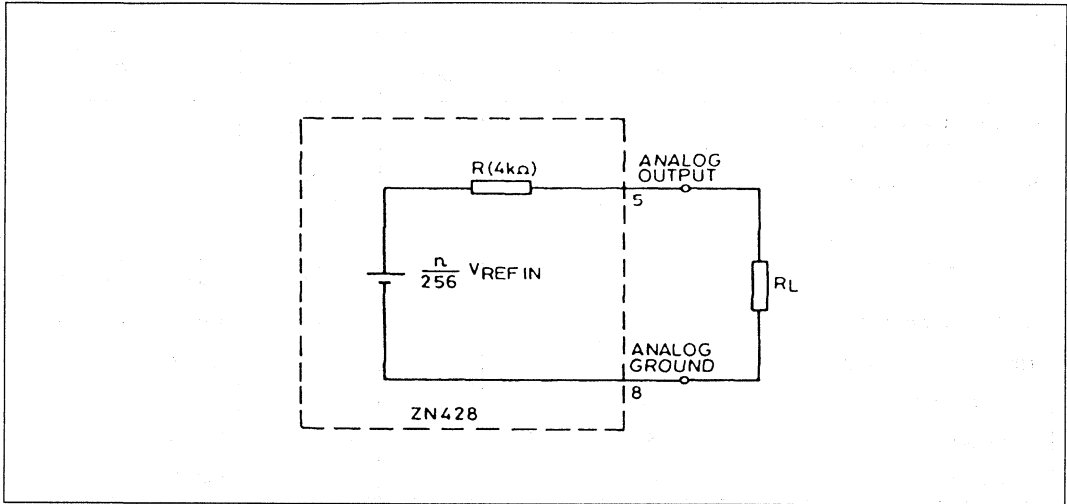 R(4kΩ)
ANALOG
OUTPUT
5
n
256
VREF IN
RL
ANALOG
GROUND
8
ZN428